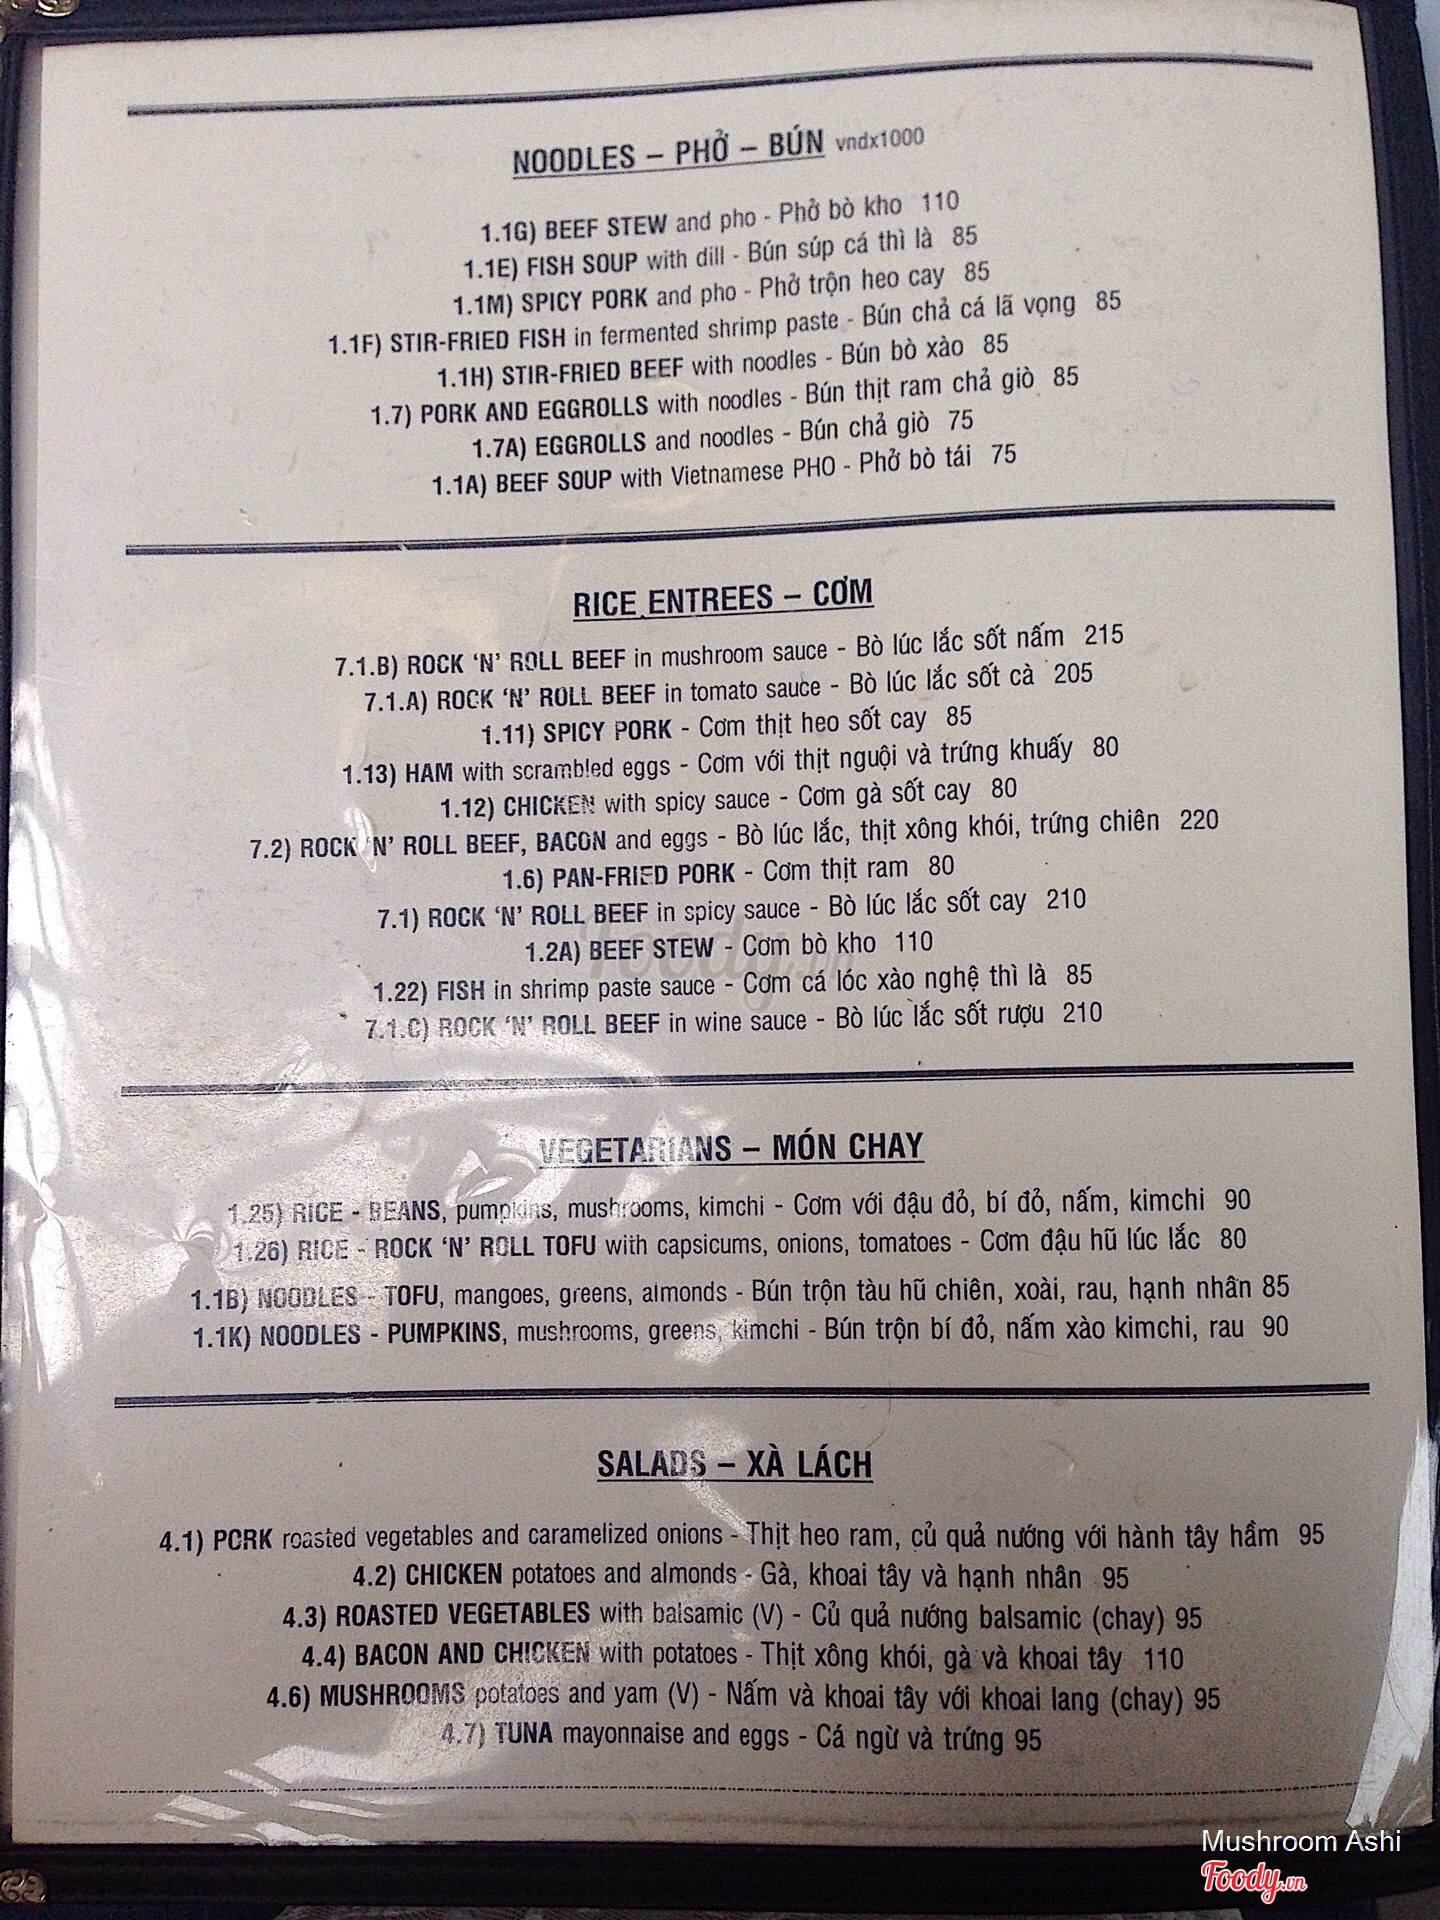 NOODLES – PHỞ – BÚN vndx1000
1.1G) BEEF STEW and pho - Phở bò kho 110
1.1E) FISH SOUP with dill - Bún súp cá thì là 85
1.1M) SPICY PORK and pho - Phở trộn heo cay 85
1.1F) STIR-FRIED FISH in fermented shrimp paste - Bún chả cá lã vọng 85
1.1H) STIR-FRIED BEEF with noodles - Bún bò xào 85
1.7) PORK AND EGGROLLS with noodles - Bún thịt ram chả giò 85
1.7A) EGGROLLS and noodles - Bún chả giò 75
1.1A) BEEF SOUP with Vietnamese PHO - Phở bò tái 75
RICE ENTREES – CƠM
7.1.B) ROCK ‘N’ ROLL BEEF in mushroom sauce - Bò lúc lắc sốt nấm 215
7.1.A) ROCK ‘N’ ROLL BEEF in tomato sauce - Bò lúc lắc sốt cà 205
1.11) SPICY PORK - Cơm thịt heo sốt cay 85
1.13) HAM with scrambled eggs - Cơm với thịt nguội và trứng khuấy 80
1.12) CHICKEN with spicy sauce - Cơm gà sốt cay 80
7.2) ROCK ‘N’ ROLL BEEF, BACON and eggs - Bò lúc lắc, thịt xông khói, trứng chiên 220
1.6) PAN-FRIED PORK - Cơm thịt ram 80
7.1) ROCK ‘N’ ROLL BEEF in spicy sauce - Bò lúc lắc sốt cay 210
1.2A) BEEF STEW - Cơm bò kho 110
1.22) FISH in shrimp paste sauce - Cơm cá lóc xào nghệ thì là 85
7.1.C) ROCK ‘N’ ROLL BEEF in wine sauce - Bò lúc lắc sốt rượu 210
VEGETARIANS – MÓN CHAY
1.25) RICE - BEANS, pumpkins, mushrooms, kimchi - Cơm với đậu đỏ, bí đỏ, nấm, kimchi 90
1.26) RICE - ROCK ‘N’ ROLL TOFU with capsicums, onions, tomatoes - Cơm đậu hũ lúc lắc 80
1.1B) NOODLES - TOFU, mangoes, greens, almonds - Bún trộn tàu hũ chiên, xoài, rau, hạnh nhân 85
1.1K) NOODLES - PUMPKINS, mushrooms, greens, kimchi - Bún trộn bí đỏ, nấm xào kimchi, rau 90
SALADS – XÀ LÁCH
4.1) PORK roasted vegetables and caramelized onions - Thịt heo ram, củ quả nướng với hành tây hầm 95
4.2) CHICKEN potatoes and almonds - Gà, khoai tây và hạnh nhân 95
4.3) ROASTED VEGETABLES with balsamic (V) - Củ quả nướng balsamic (chay) 95
4.4) BACON AND CHICKEN with potatoes - Thịt xông khói, gà và khoai tây 110
4.6) MUSHROOMS potatoes and yam (V) - Nấm và khoai tây với khoai lang (chay) 95
4.7) TUNA mayonnaise and eggs - Cá ngừ và trứng 95
Mushroom Ashi
Foody.vn